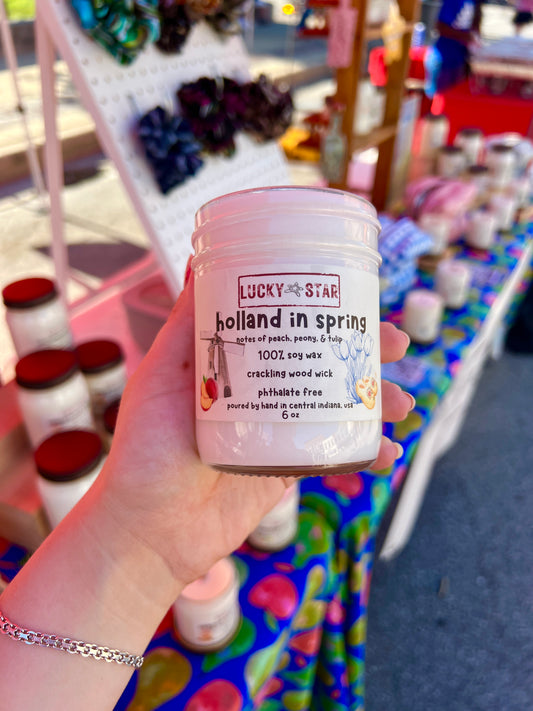 LUCKY STAR
holland in spring
notes of peach, peony, & tulip
100% soy wax
crackling wood wick
phthalate free
poured by hand in central indiana, usa
6 oz